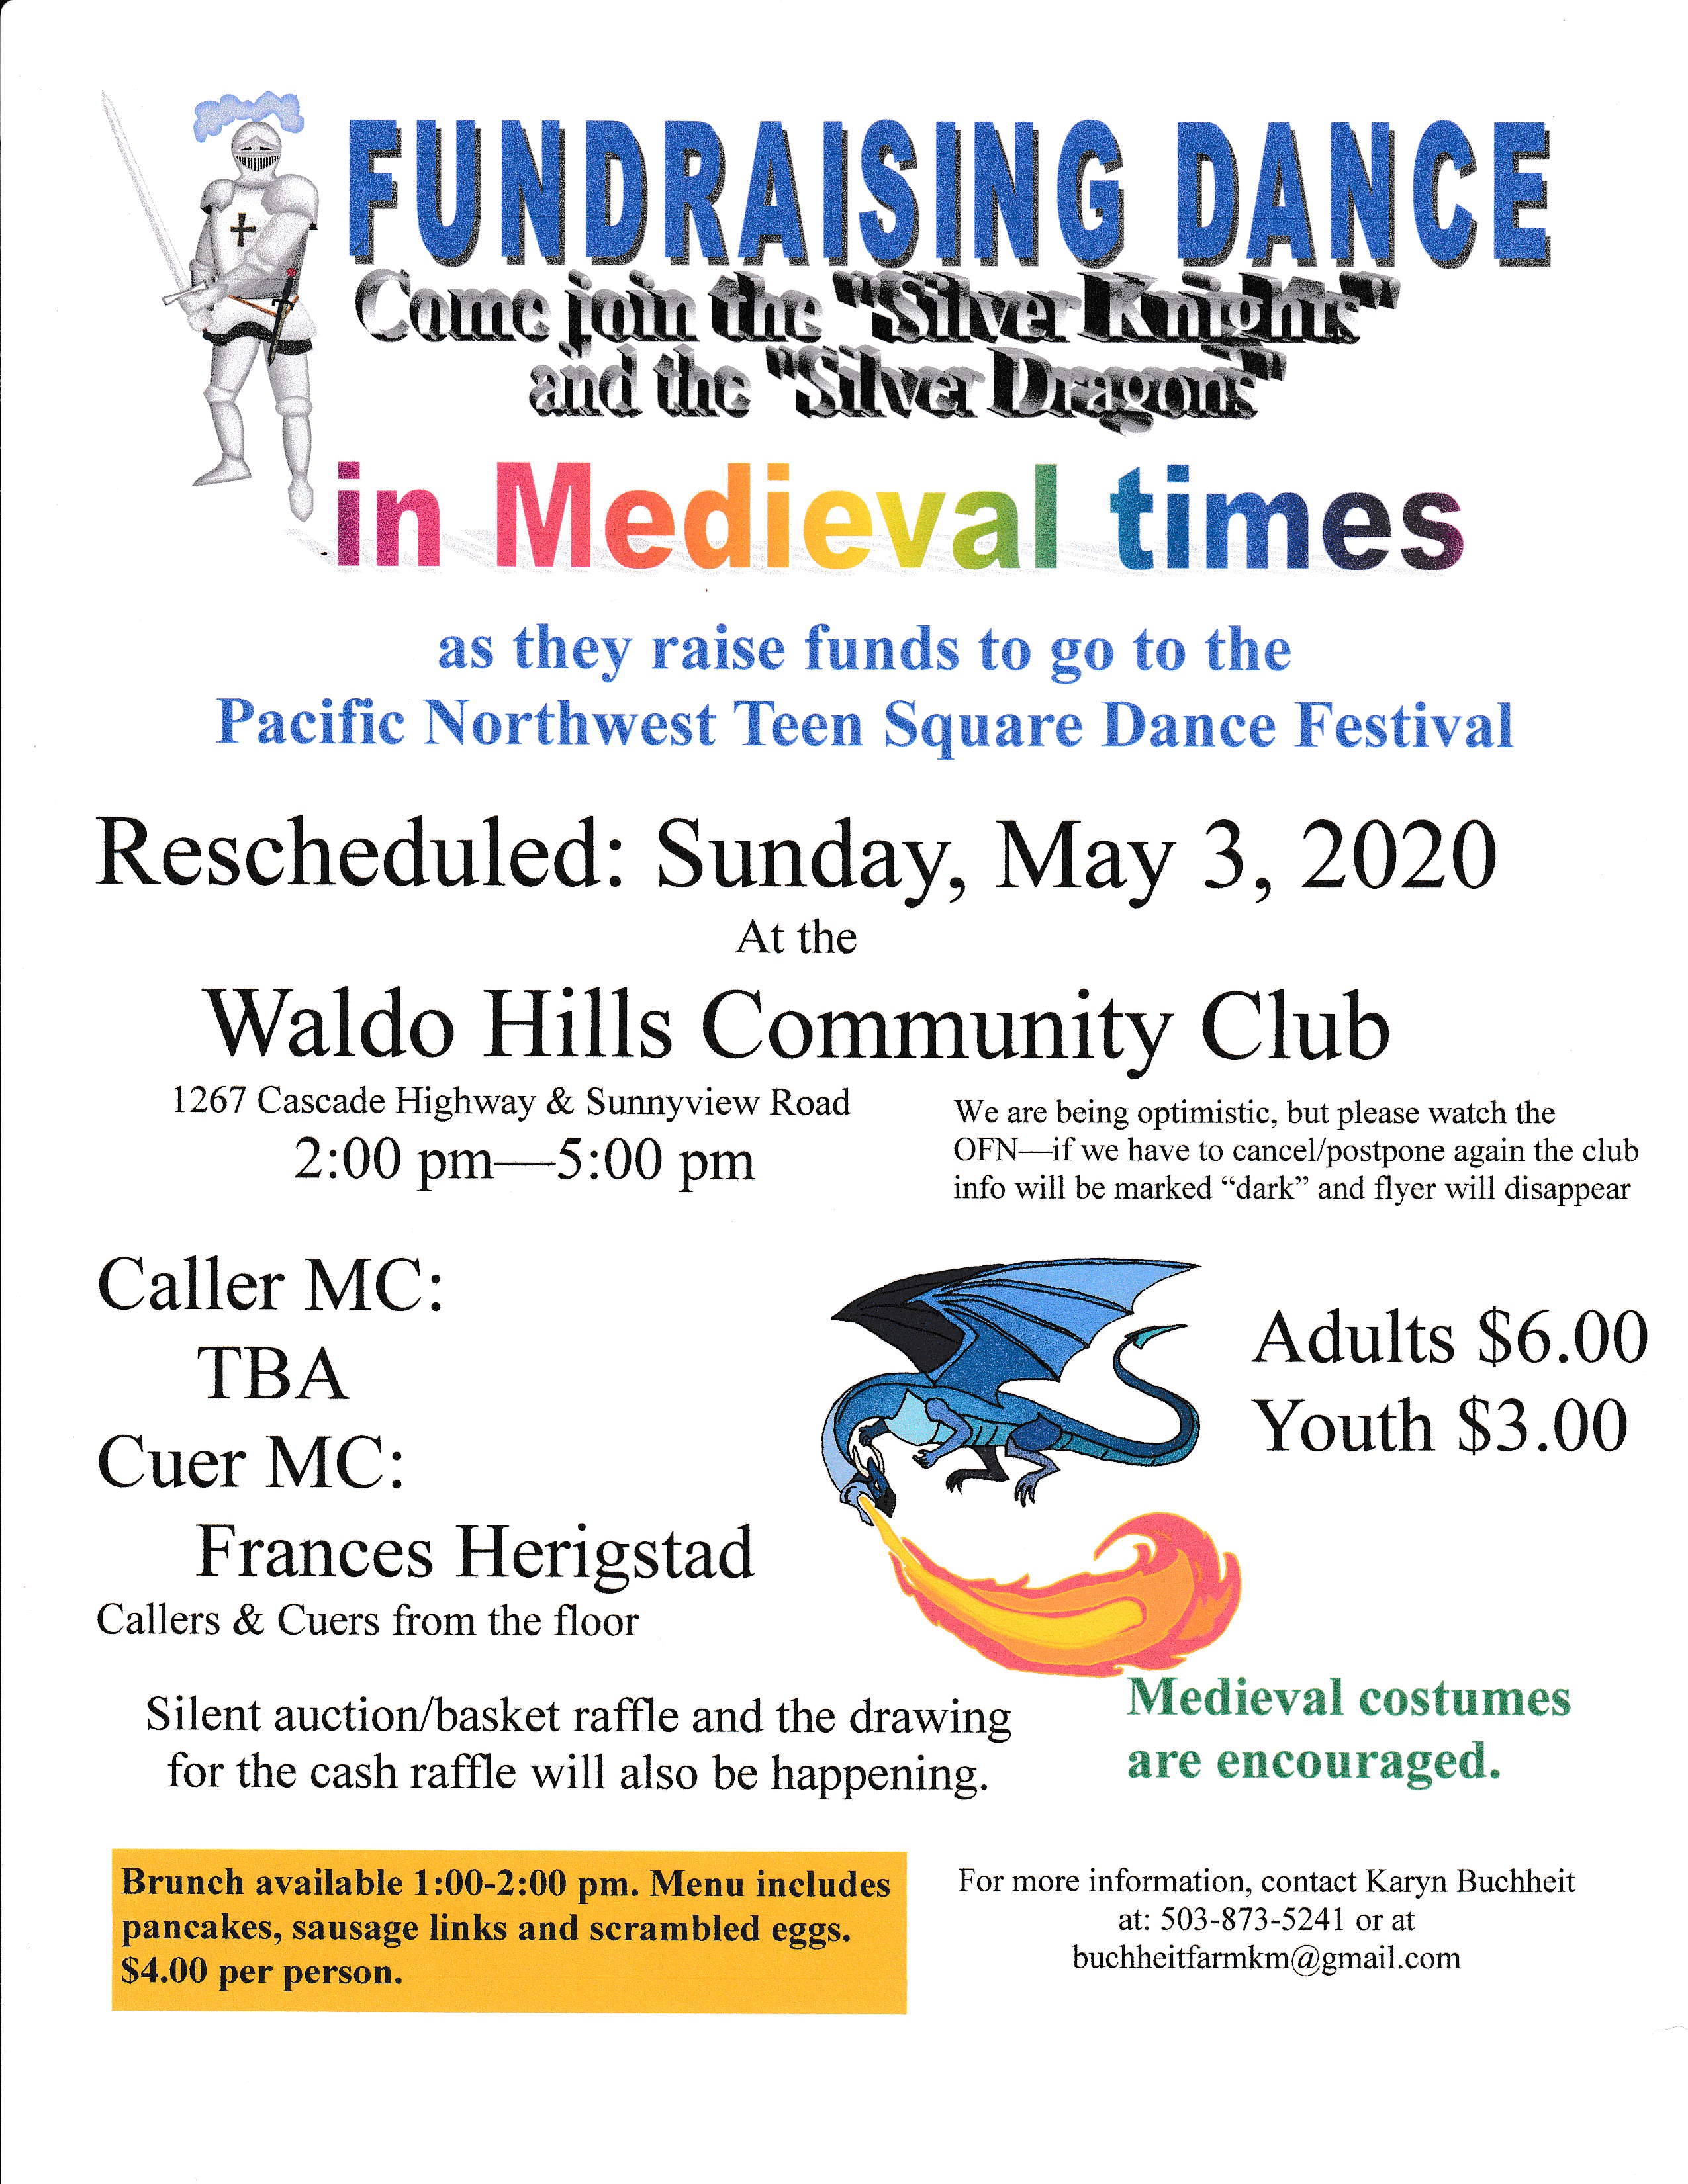 FUNDRAISING DANCE
Come join the "Silver Knights"
and the "Silver Dragons"
in Medieval times
as they raise funds to go to the
Pacific Northwest Teen Square Dance Festival
Rescheduled: Sunday, May 3, 2020
At the
Waldo Hills Community Club
1267 Cascade Highway & Sunnyview Road
2:00 pm—5:00 pm
We are being optimistic, but please watch the
OFN—if we have to cancel/postpone again the club
info will be marked “dark” and flyer will disappear
Caller MC:
TBA
Cuer MC:
Frances Herigstad
Callers & Cuers from the floor
Adults $6.00
Youth $3.00
Silent auction/basket raffle and the drawing
for the cash raffle will also be happening.
Medieval costumes
are encouraged.
Brunch available 1:00-2:00 pm. Menu includes
pancakes, sausage links and scrambled eggs.
$4.00 per person.
For more information, contact Karyn Buchheit
at: 503-873-5241 or at
buchheitfarmkm@gmail.com